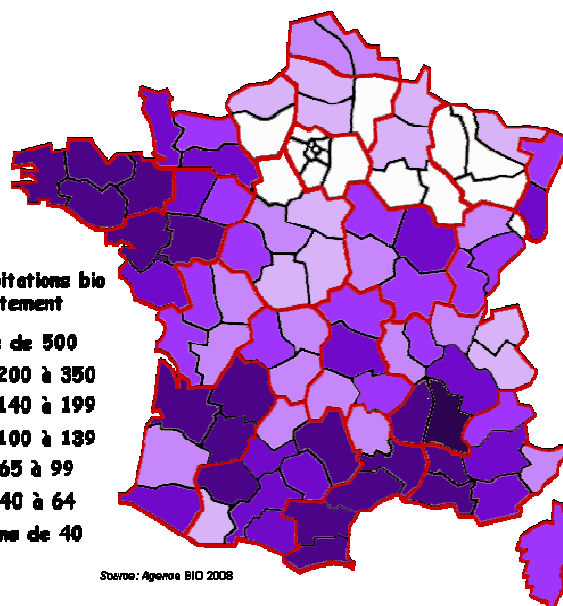 oitations bio
tement
s de 500
200 à 350
140 à 199
100 à 139
65 à 99
40 à 64
ns de 40
Source: Agence BIO 2008